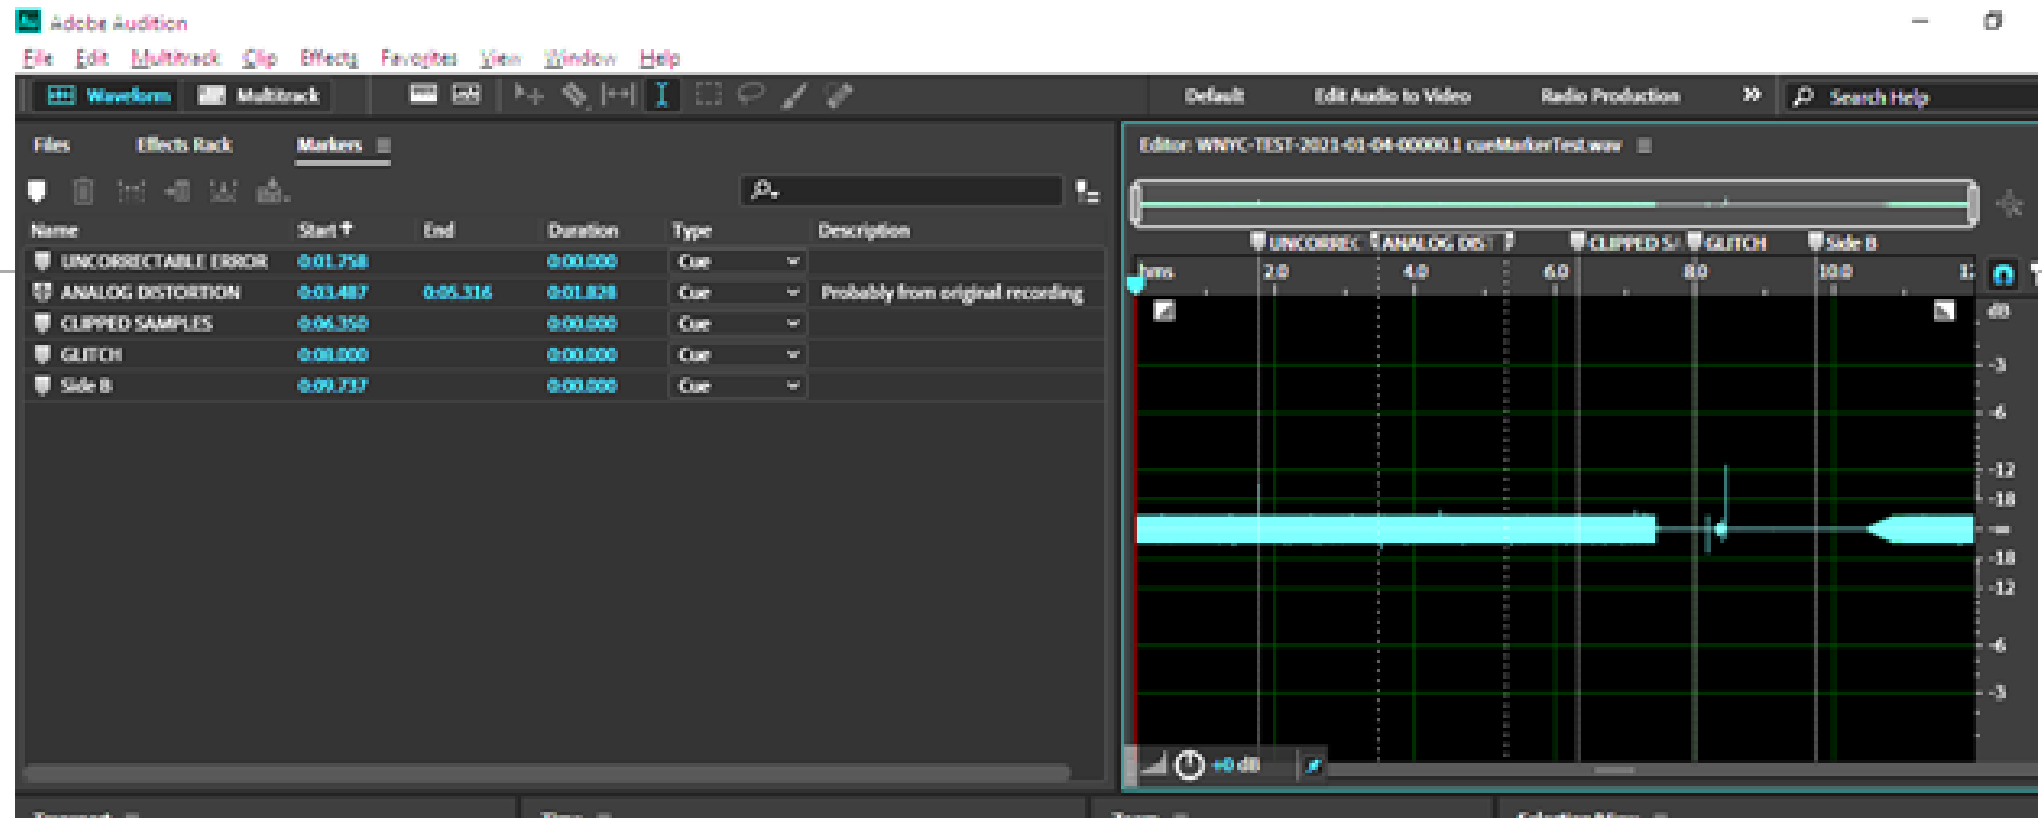 Adobe Audition
File Edit Multitrack Clip Effects Favorites View Window Help
Waveform Multitrack Default Edit Audio to Video Radio Production » Search Help
Files Effects Rack Markers
Editor: WNYC-TEST-2021-01-04-00000.1 cueMarkerTest.wav
Name Start End Duration Type Description
UNCORRECTABLE ERROR 0:01.758 0:00.000 Cue
ANALOG DISTORTION 0:03.487 0:05.316 0:01.828 Cue Probably from original recording
CLIPPED SAMPLES 0:06.350 0:00.000 Cue
GLITCH 0:08.000 0:00.000 Cue
Side B 0:09.737 0:00.000 Cue
UNCORREC ANALOG DIST CLIPPED SA GLITCH Side B
hms 2.0 4.0 6.0 8.0 10.0
dB
-3
-6
-12
-18
-∞
-18
-12
-6
-3
+0 dB